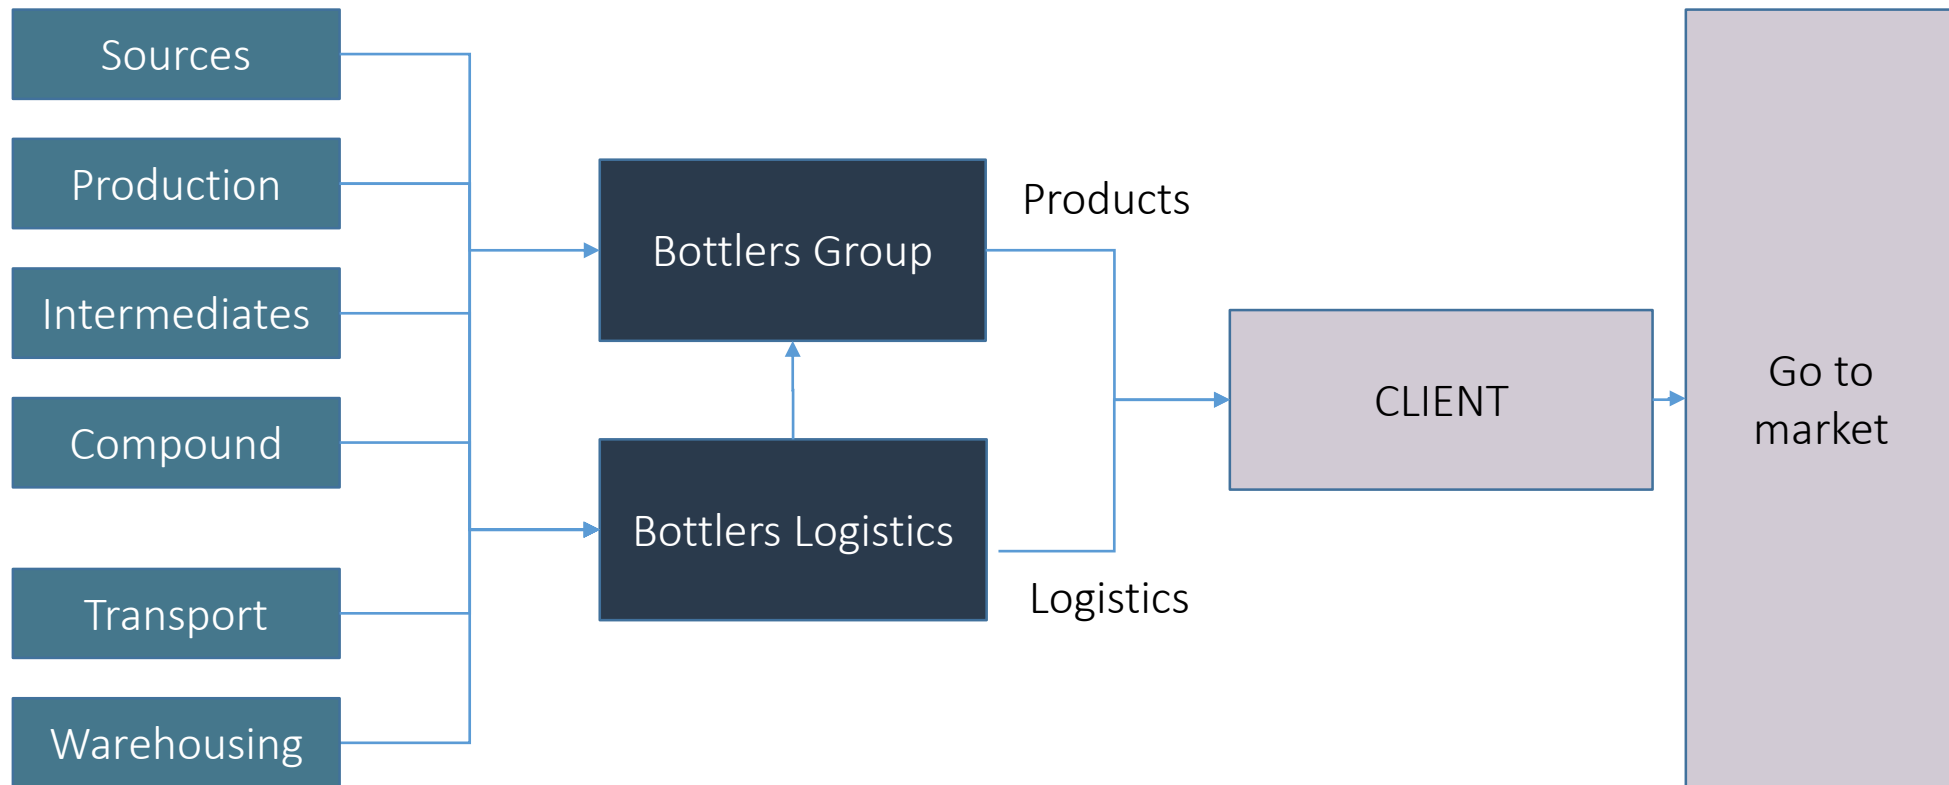 Sources
Production
Intermediates
Compound
Transport
Warehousing
Bottlers Group
Bottlers Logistics
Products
Logistics
CLIENT
Go to
market